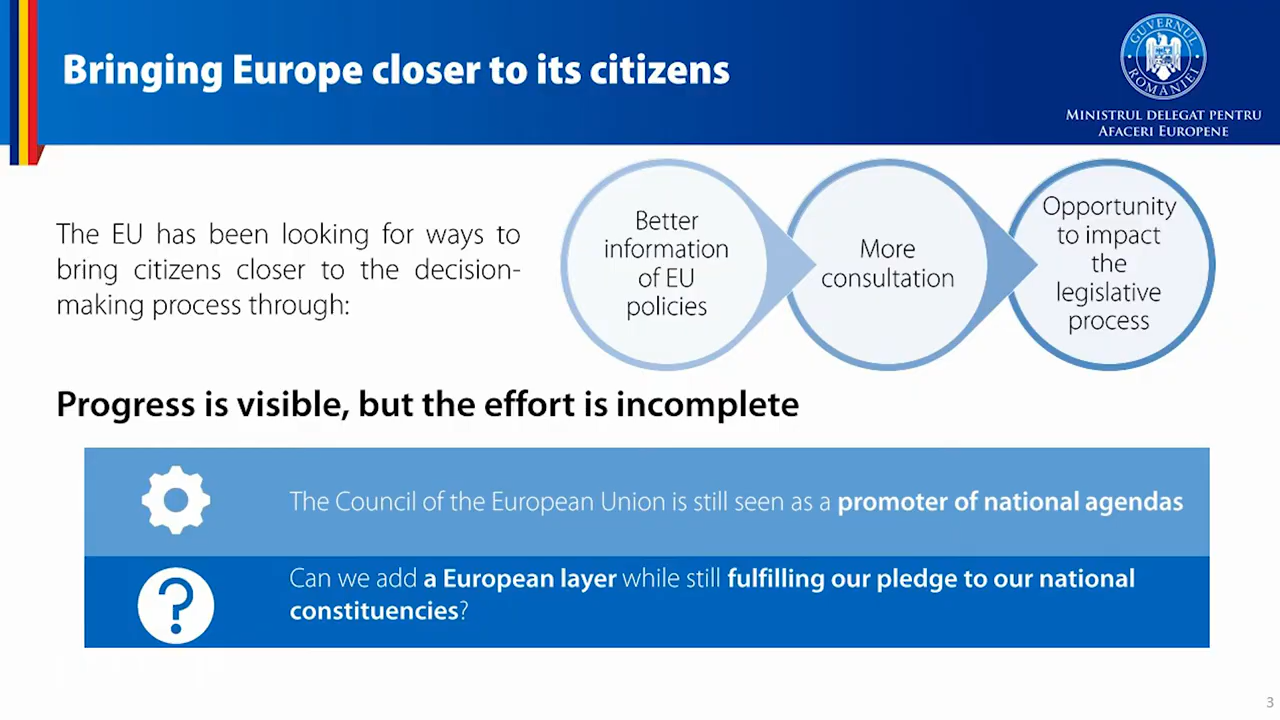 Bringing Europe closer to its citizens
GUVERNUL
ROMÂNIEI
MINISTRUL DELEGAT PENTRU
AFACERI EUROPENE
The EU has been looking for ways to
bring citizens closer to the decision-
making process through:
Better
information
of EU
policies
More
consultation
Opportunity
to impact
the
legislative
process
Progress is visible, but the effort is incomplete
The Council of the European Union is still seen as a promoter of national agendas
Can we add a European layer while still fulfilling our pledge to our national
constituencies?
3